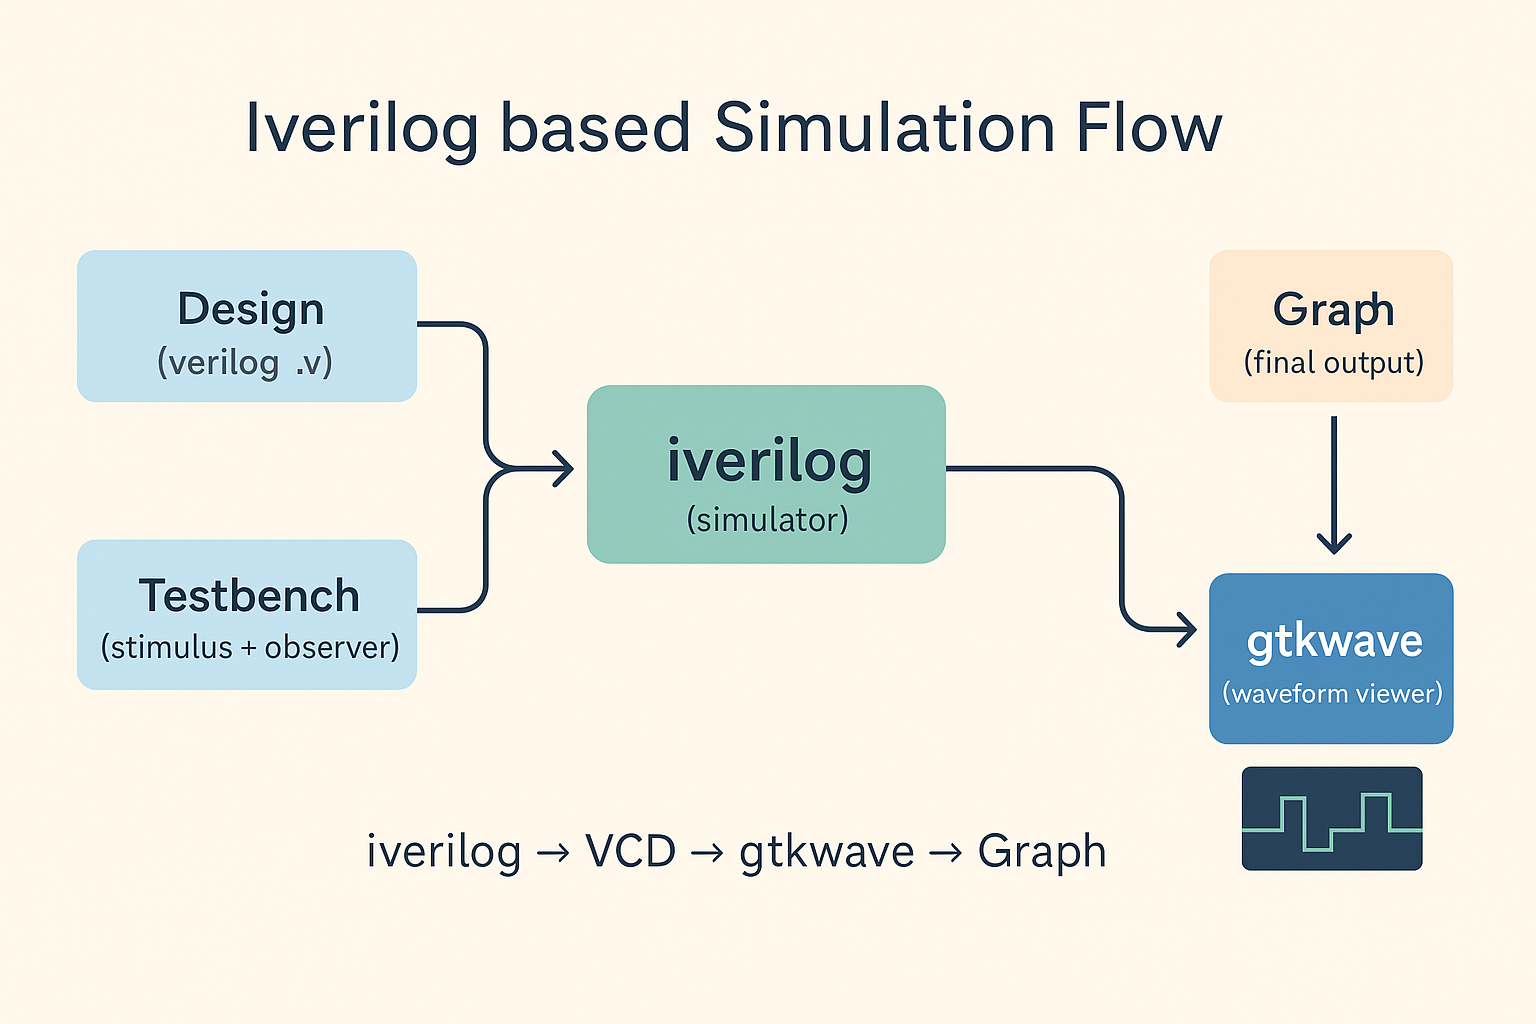 Iverilog based Simulation Flow
Design
(verilog .v)
Testbench
(stimulus + observer)
iverilog
(simulator)
Graph
(final output)
gtkwave
(waveform viewer)
iverilog → VCD → gtkwave → Graph